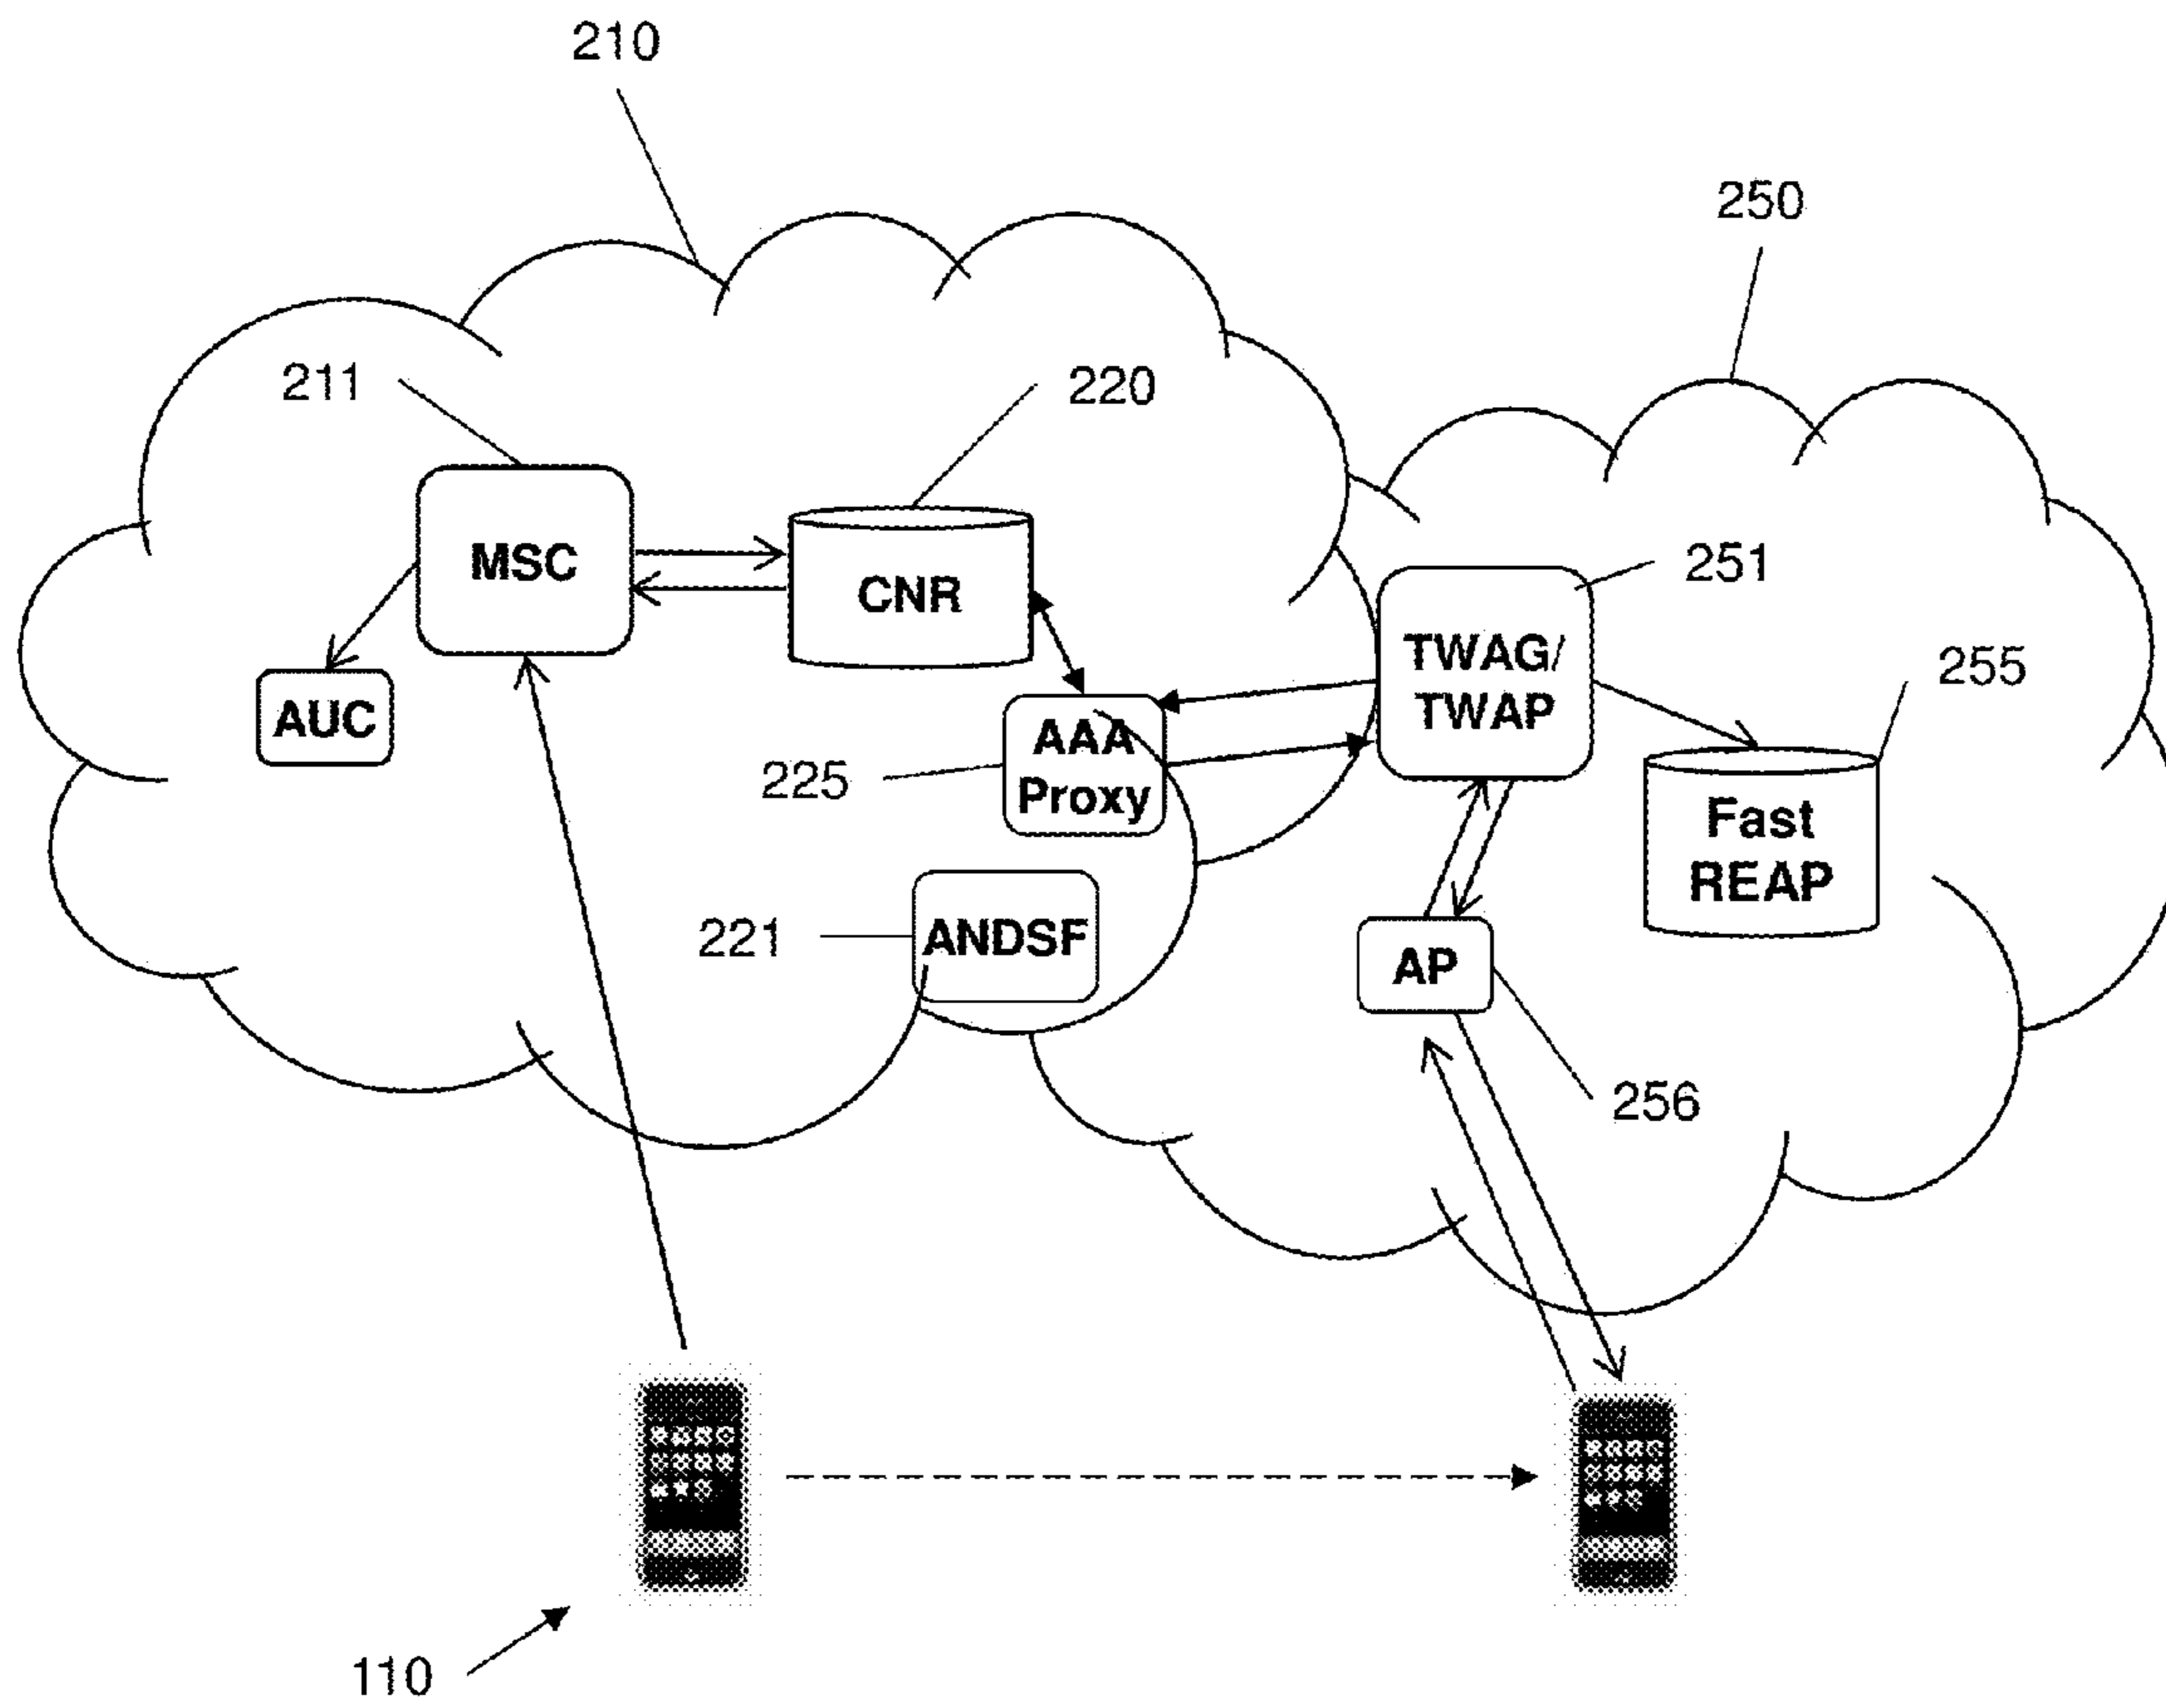 210
250
211
220
MSC
CNR
251
TWAG/
TWAP
255
AUC
AAA
Proxy
225
Fast
REAP
221
ANDSF
AP
256
110